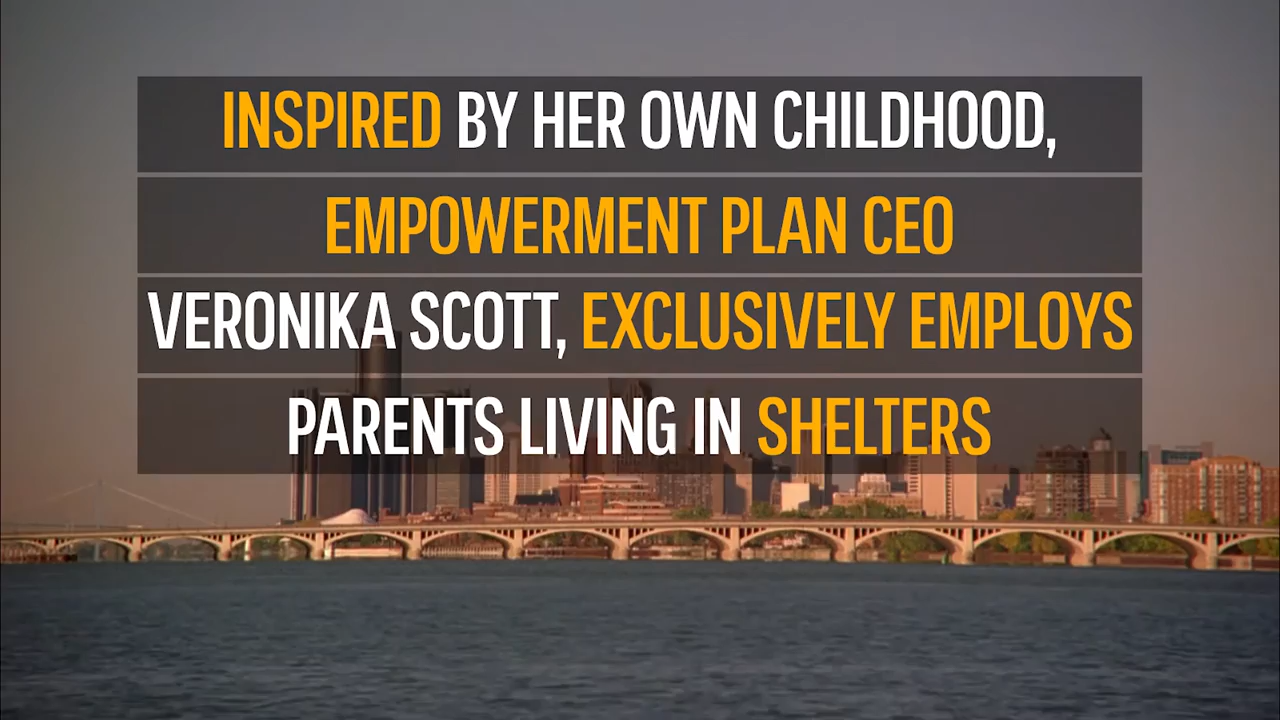 INSPIRED BY HER OWN CHILDHOOD,
EMPOWERMENT PLAN CEO
VERONIKA SCOTT, EXCLUSIVELY EMPLOYS
PARENTS LIVING IN SHELTERS